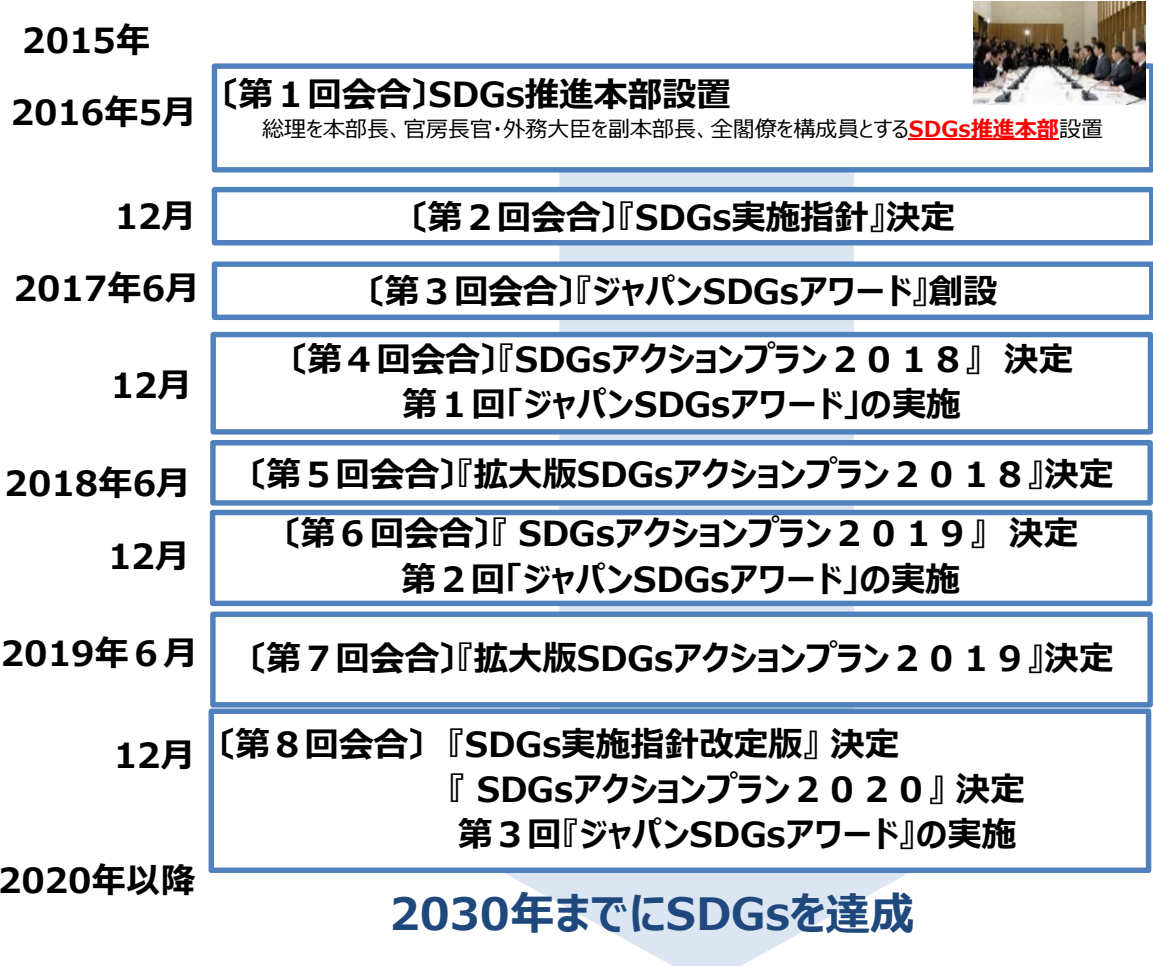 2015年
2016年5月
〔第１回会合〕SDGs推進本部設置
総理を本部長、官房長官・外務大臣を副本部長、全閣僚を構成員とするSDGs推進本部設置
12月
〔第２回会合〕『SDGs実施指針』決定
2017年6月
〔第３回会合〕『ジャパンSDGsアワード』創設
12月
〔第４回会合〕『SDGsアクションプラン２０１８』 決定
第１回「ジャパンSDGsアワード」の実施
2018年6月
〔第５回会合〕『拡大版SDGsアクションプラン２０１８』決定
12月
〔第６回会合〕『 SDGsアクションプラン２０１９』 決定
第２回「ジャパンSDGsアワード」の実施
2019年６月
〔第７回会合〕『拡大版SDGsアクションプラン２０１９』決定
12月
〔第８回会合〕 『SDGs実施指針改定版』 決定
『 SDGsアクションプラン２０２０』 決定
第３回『ジャパンSDGsアワード』の実施
2020年以降
2030年までにSDGsを達成